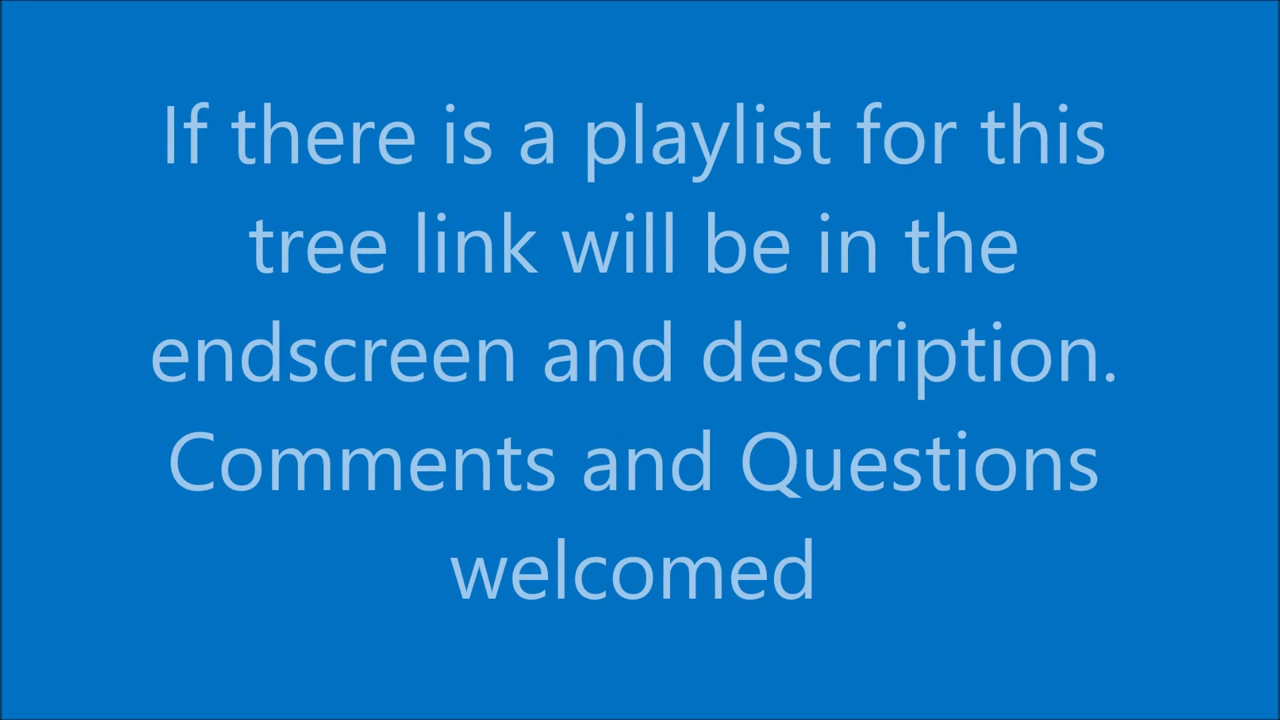 If there is a playlist for this
tree link will be in the
endscreen and description.
Comments and Questions
welcomed